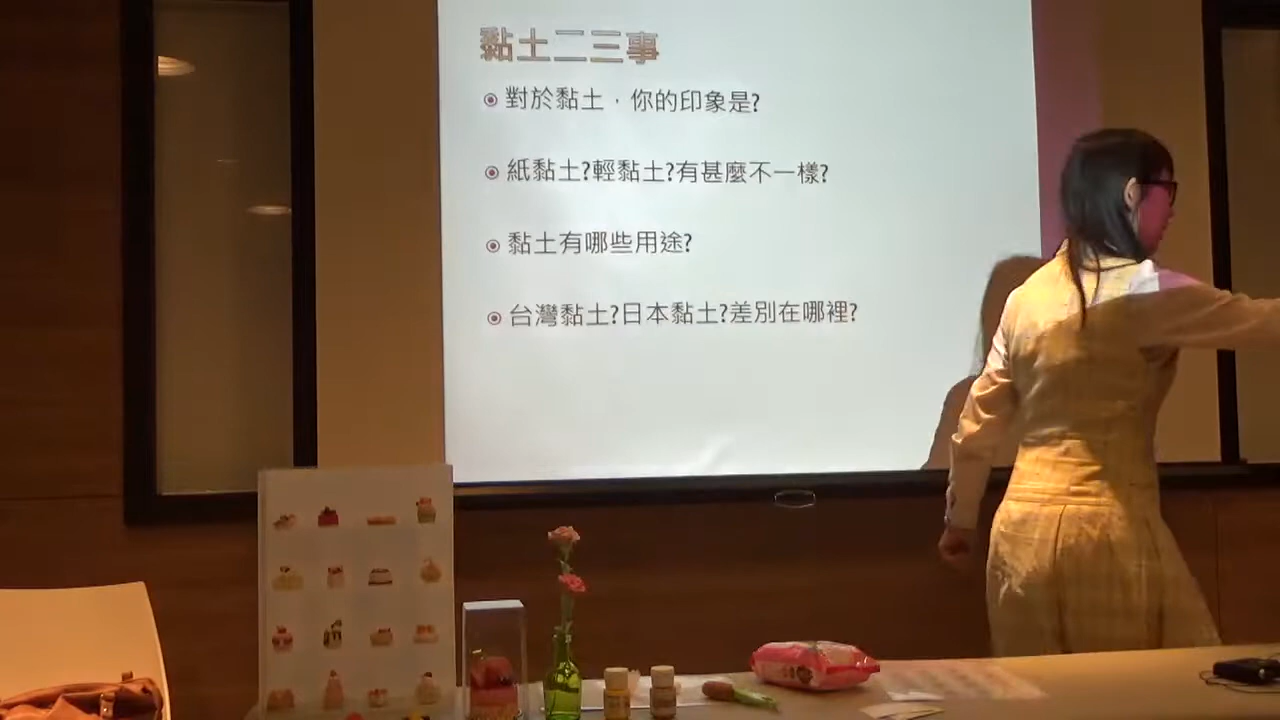 黏土二三事
對於黏土，你的印象是?
紙黏土?輕黏土?有甚麼不一樣?
黏土有哪些用途?
台灣黏土?日本黏土?差別在哪裡?